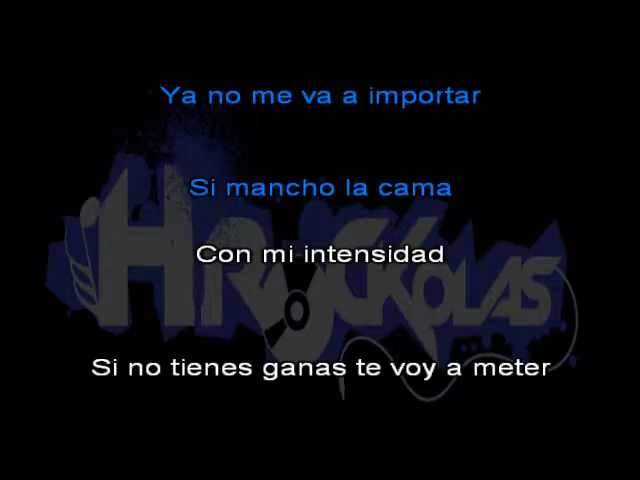 Ya no me va a importar
Si mancho la cama
Con mi intensidad
HROCKOLAS
Si no tienes ganas te voy a meter